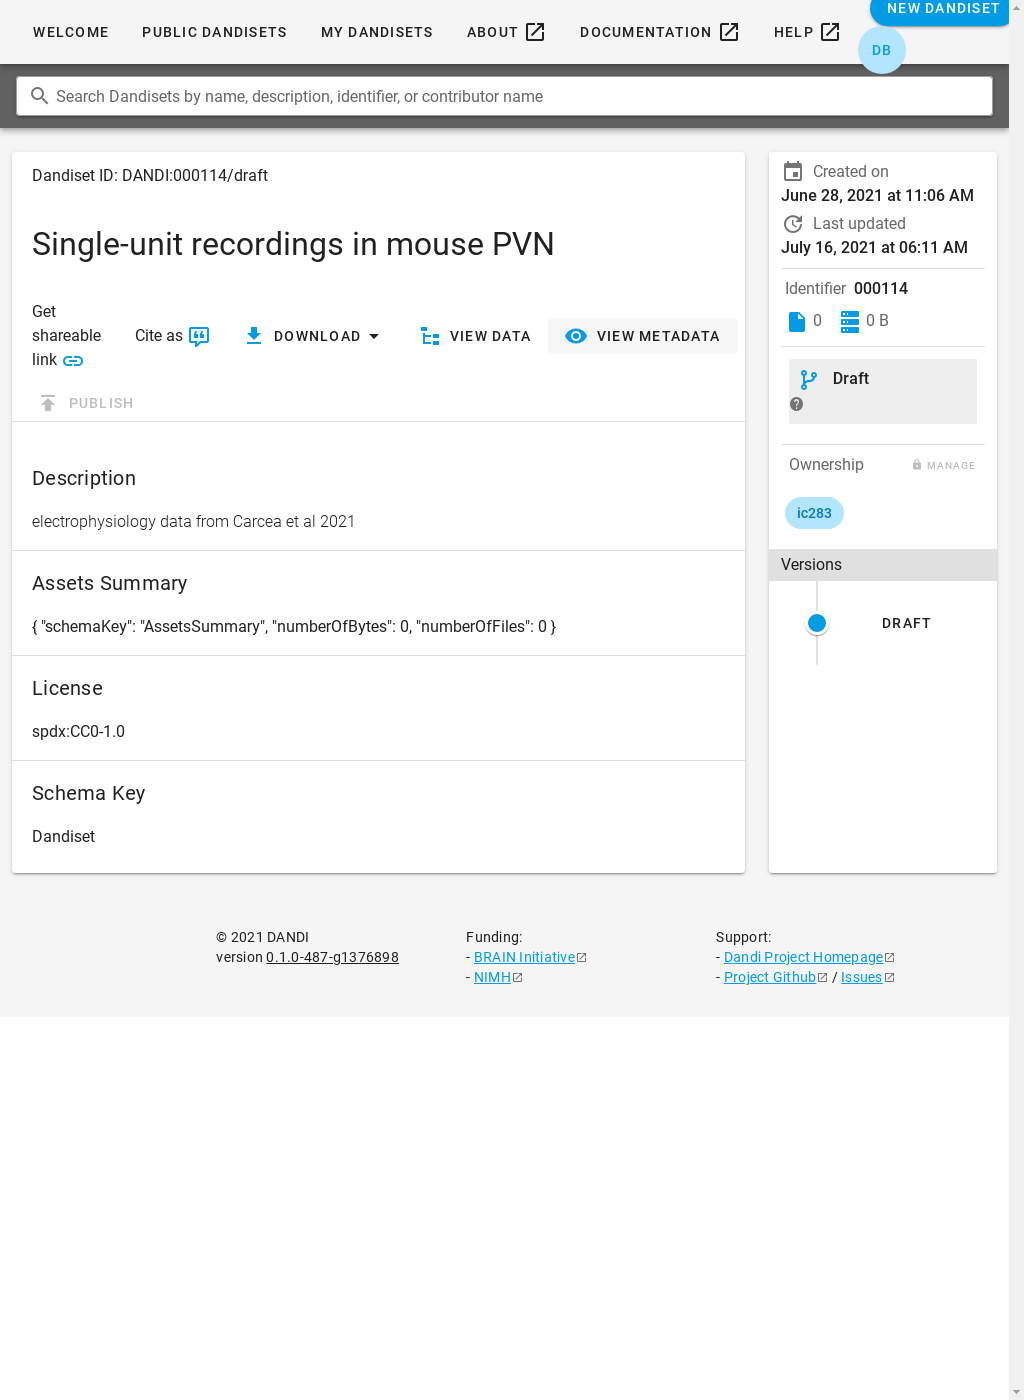 WELCOME
PUBLIC DANDISETS
MY DANDISETS
ABOUT
DOCUMENTATION
HELP
NEW DANDISET
DB
Search Dandisets by name, description, identifier, or contributor name
Dandiset ID: DANDI:000114/draft
Single-unit recordings in mouse PVN
Get
shareable
link
Cite as
DOWNLOAD
VIEW DATA
VIEW METADATA
PUBLISH
Description
electrophysiology data from Carcea et al 2021
Assets Summary
{ "schemaKey": "AssetsSummary", "numberOfBytes": 0, "numberOfFiles": 0 }
License
spdx:CC0-1.0
Schema Key
Dandiset
Created on
June 28, 2021 at 11:06 AM
Last updated
July 16, 2021 at 06:11 AM
Identifier 000114
0
0 B
Draft
Ownership
MANAGE
ic283
Versions
DRAFT
© 2021 DANDI
version 0.1.0-487-g1376898
Funding:
- BRAIN Initiative
- NIMH
Support:
- Dandi Project Homepage
- Project Github / Issues